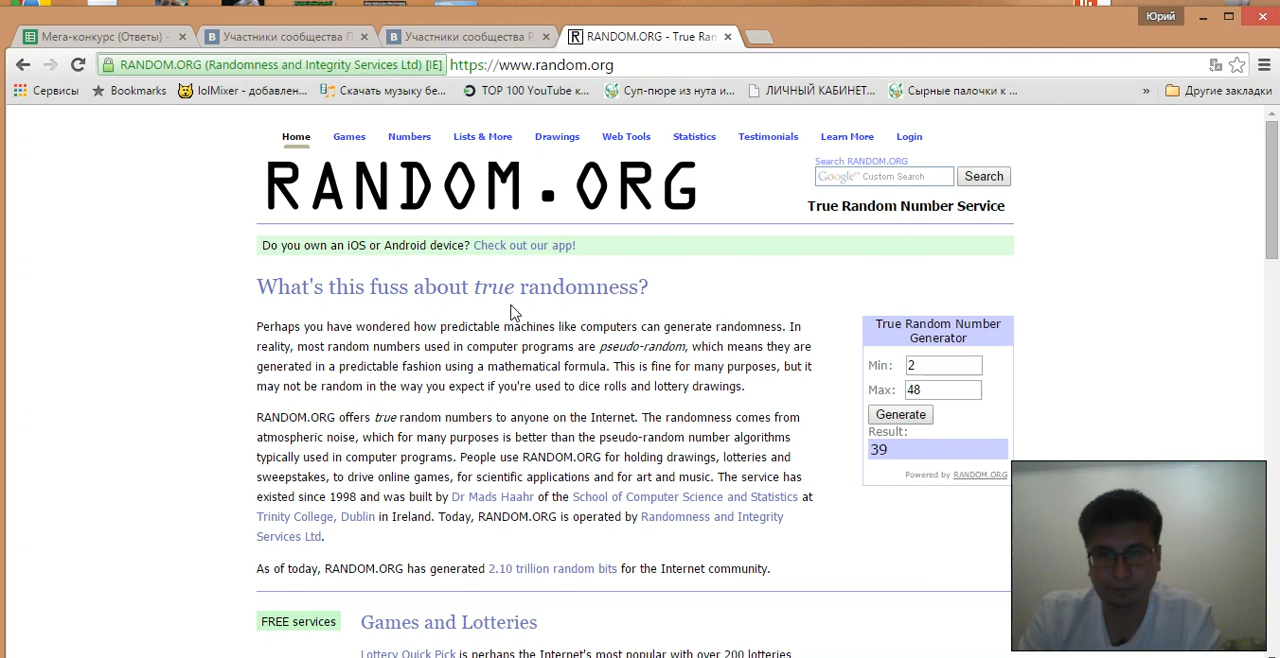 Юрий
Мега-конкурс (Ответы) -
Участники сообщества П
Участники сообщества Р
RANDOM.ORG - True Ran
RANDOM.ORG (Randomness and Integrity Services Ltd) [IE]
https://www.random.org
Сервисы
Bookmarks
lolMixer - добавлен...
Скачать музыку бе...
TOP 100 YouTube к...
Суп-пюре из нута и...
ЛИЧНЫЙ КАБИНЕТ...
Сырные палочки к ...
»
Другие закладки
Home Games Numbers Lists & More Drawings Web Tools Statistics Testimonials Learn More Login
RANDOM.ORG
Search RANDOM.ORG
Google™ Custom Search
Search
True Random Number Service
Do you own an iOS or Android device? Check out our app!
What's this fuss about true randomness?
Perhaps you have wondered how predictable machines like computers can generate randomness. In
reality, most random numbers used in computer programs are pseudo-random, which means they are
generated in a predictable fashion using a mathematical formula. This is fine for many purposes, but it
may not be random in the way you expect if you're used to dice rolls and lottery drawings.
RANDOM.ORG offers true random numbers to anyone on the Internet. The randomness comes from
atmospheric noise, which for many purposes is better than the pseudo-random number algorithms
typically used in computer programs. People use RANDOM.ORG for holding drawings, lotteries and
sweepstakes, to drive online games, for scientific applications and for art and music. The service has
existed since 1998 and was built by Dr Mads Haahr of the School of Computer Science and Statistics at
Trinity College, Dublin in Ireland. Today, RANDOM.ORG is operated by Randomness and Integrity
Services Ltd.
As of today, RANDOM.ORG has generated 2.10 trillion random bits for the Internet community.
True Random Number
Generator
Min: 2
Max: 48
Generate
Result:
39
Powered by RANDOM.ORG
FREE services
Games and Lotteries
Lottery Quick Pick is perhaps the Internet's most popular with over 200 lotteries